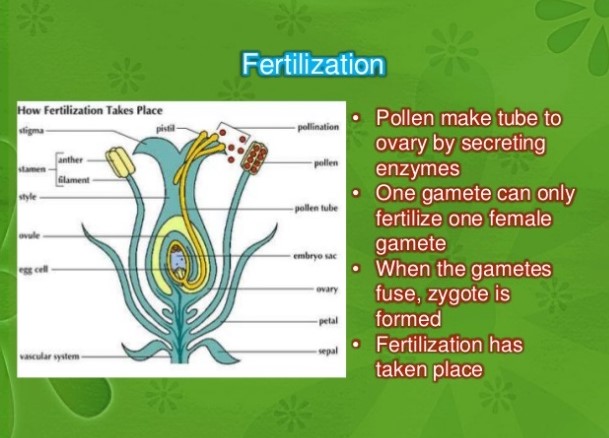 Fertilization
How Fertilization Takes Place
stigma
pistil
pollination
anther
stamen
filament
pollen
style
pollen tube
ovule
embryo sac
egg cell
ovary
petal
sepal
vascular system
• Pollen make tube to
ovary by secreting
enzymes
• One gamete can only
fertilize one female
gamete
• When the gametes
fuse, zygote is
formed
• Fertilization has
taken place